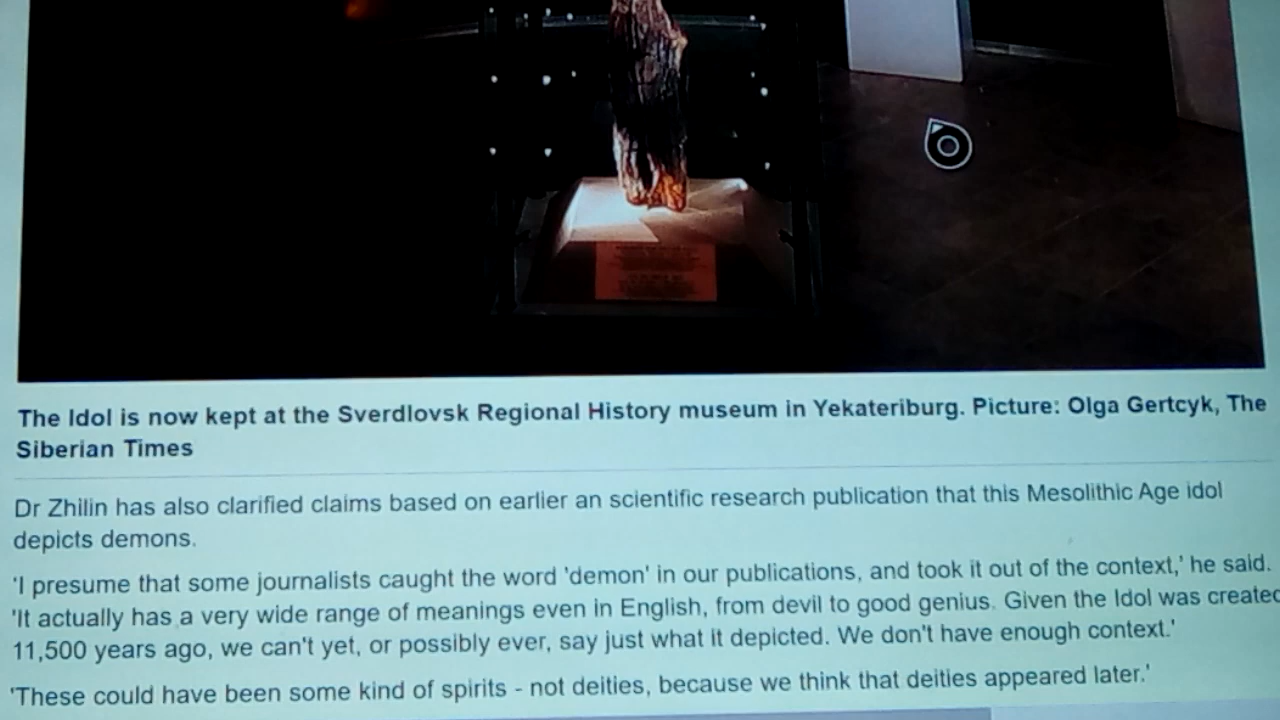 The Idol is now kept at the Sverdlovsk Regional History museum in Yekateriburg. Picture: Olga Gertcyk, The
Siberian Times
Dr Zhilin has also clarified claims based on earlier an scientific research publication that this Mesolithic Age idol
depicts demons.
'I presume that some journalists caught the word 'demon' in our publications, and took it out of the context,' he said.
'It actually has a very wide range of meanings even in English, from devil to good genius. Given the Idol was created
11,500 years ago, we can't yet, or possibly ever, say just what it depicted. We don't have enough context.'
'These could have been some kind of spirits - not deities, because we think that deities appeared later.'